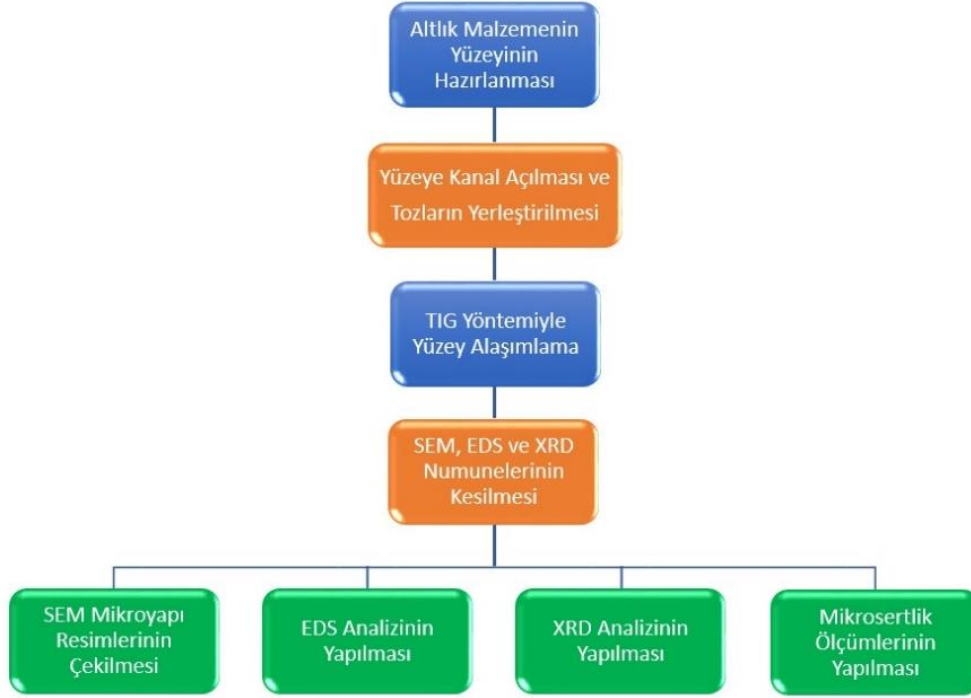 Altlık Malzemenin
Yüzeyinin
Hazırlanması
Yüzeye Kanal Açılması ve
Tozların Yerleştirilmesi
TIG Yöntemiyle
Yüzey Alaşımlama
SEM, EDS ve XRD
Numunelerinin
Kesilmesi
SEM Mikroyapı
Resimlerinin
Çekilmesi
EDS Analizinin
Yapılması
XRD Analizinin
Yapılması
Mikrosertlik
Ölçümlerinin
Yapılması